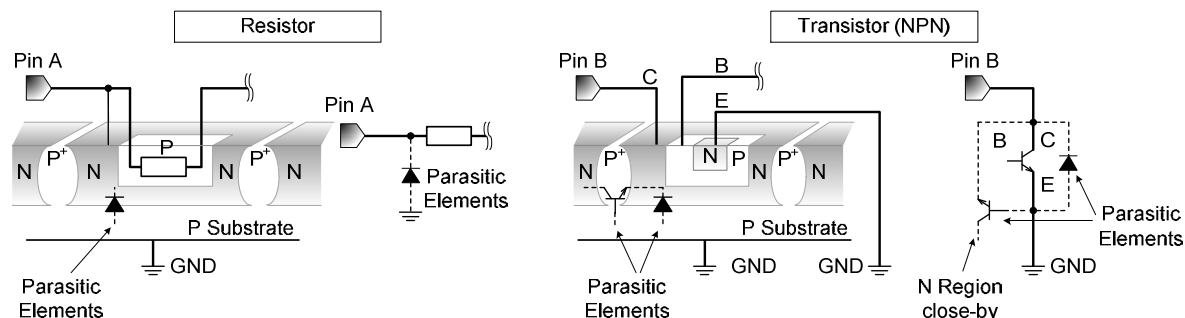 Resistor
Transistor (NPN)
Pin A
Pin B
C
B
E
Pin B
Pin A
N
P+
N
P
N
P+
N
Parasitic
Elements
P Substrate
GND
Parasitic
Elements
N
P+
N
N
P
P+
N
P Substrate
GND
GND
Parasitic
Elements
B
C
E
Parasitic
Elements
GND
N Region
close-by